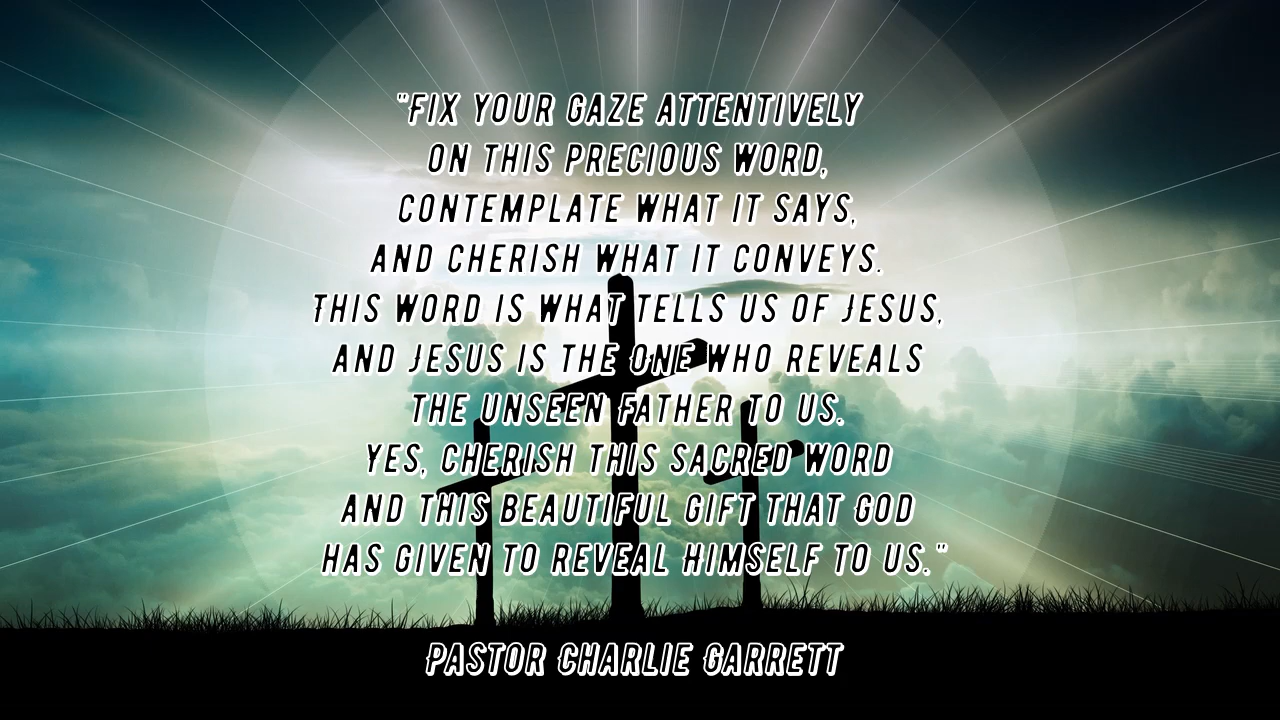 "FIX YOUR GAZE ATTENTIVELY
ON THIS PRECIOUS WORD,
CONTEMPLATE WHAT IT SAYS,
AND CHERISH WHAT IT CONVEYS.
THIS WORD IS WHAT TELLS US OF JESUS,
AND JESUS IS THE ONE WHO REVEALS
THE UNSEEN FATHER TO US.
YES, CHERISH THIS SACRED WORD
AND THIS BEAUTIFUL GIFT THAT GOD
HAS GIVEN TO REVEAL HIMSELF TO US."
PASTOR CHARLIE GARRETT